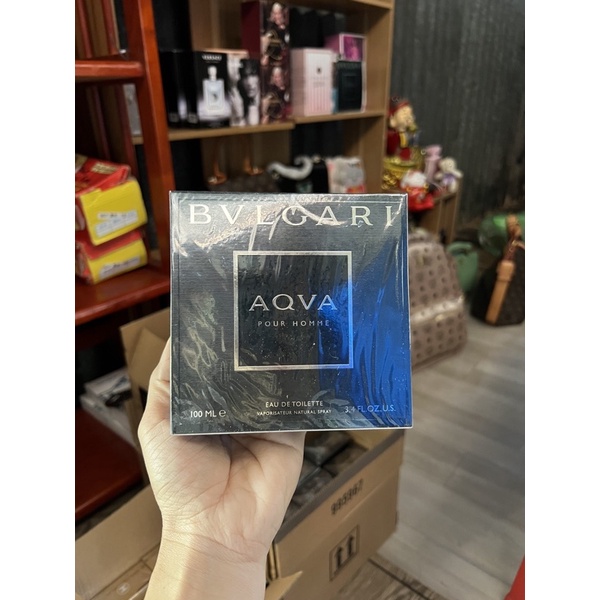 BVLGARI
AQVA
POUR HOMME
EAU DE TOILETTE
100 ML ℮
VAPORISATEUR NATURAL SPRAY
3.4 FL.OZ.U.S.